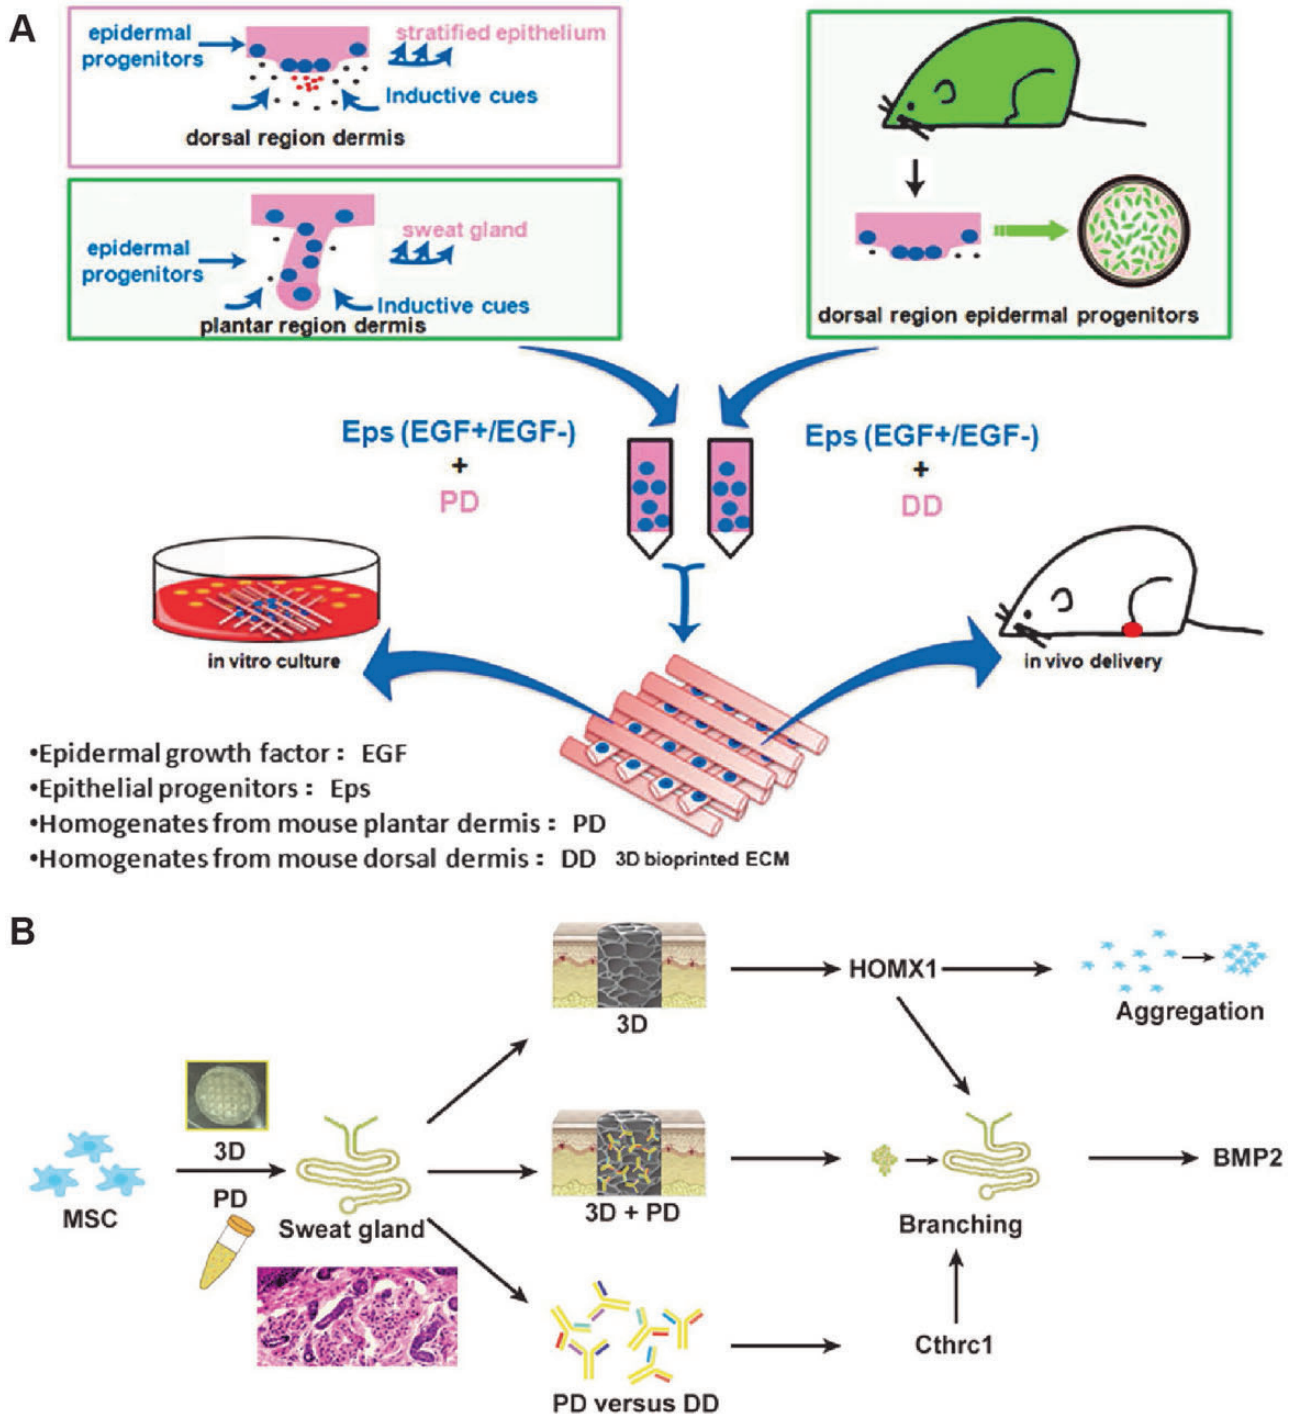 A
epidermal
progenitors
stratified epithelium
Inductive cues
dorsal region dermis
epidermal
progenitors
sweat gland
Inductive cues
plantar region dermis
dorsal region epidermal progenitors
Eps (EGF+/EGF-)
+
PD
Eps (EGF+/EGF-)
+
DD
in vitro culture
in vivo delivery
•Epidermal growth factor： EGF
•Epithelial progenitors： Eps
•Homogenates from mouse plantar dermis： PD
•Homogenates from mouse dorsal dermis： DD
3D bioprinted ECM
B
3D
HOMX1
Aggregation
3D
PD
MSC
Sweat gland
3D + PD
Branching
BMP2
PD versus DD
Cthrc1